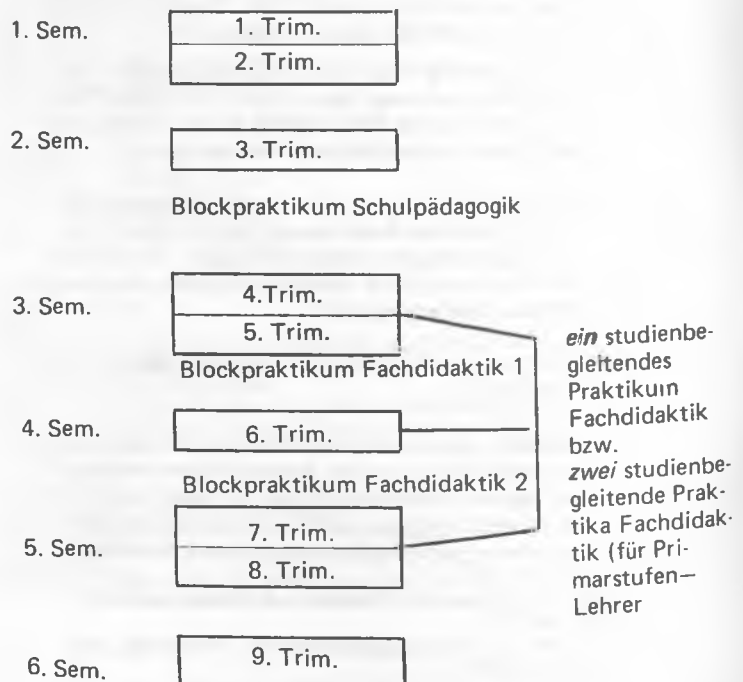 1. Sem.
1. Trim.
2. Trim.
2. Sem.
3. Trim.
Blockpraktikum Schulpädagogik
3. Sem.
4.Trim.
5. Trim.
Blockpraktikum Fachdidaktik 1
4. Sem.
6. Trim.
Blockpraktikum Fachdidaktik 2
5. Sem.
7. Trim.
8. Trim.
6. Sem.
9. Trim.
ein studienbe-
gleitendes
Praktikum
Fachdidaktik
bzw.
zwei studienbe-
gleitende Prak-
tika Fachdidak-
tik (für Pri-
marstufen—
Lehrer